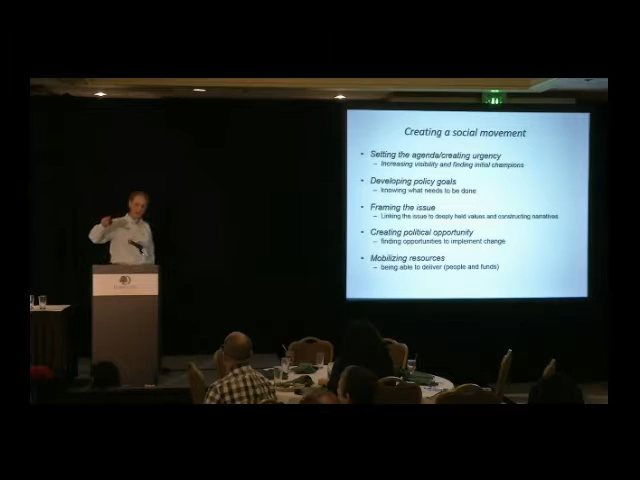 Creating a social movement
• Setting the agenda/creating urgency
– Increasing visibility and finding initial champions
• Developing policy goals
– knowing what needs to be done
• Framing the issue
– Linking the issue to deeply held values and constructing narratives
• Creating political opportunity
– finding opportunities to implement change
• Mobilizing resources
– being able to deliver (people and funds)